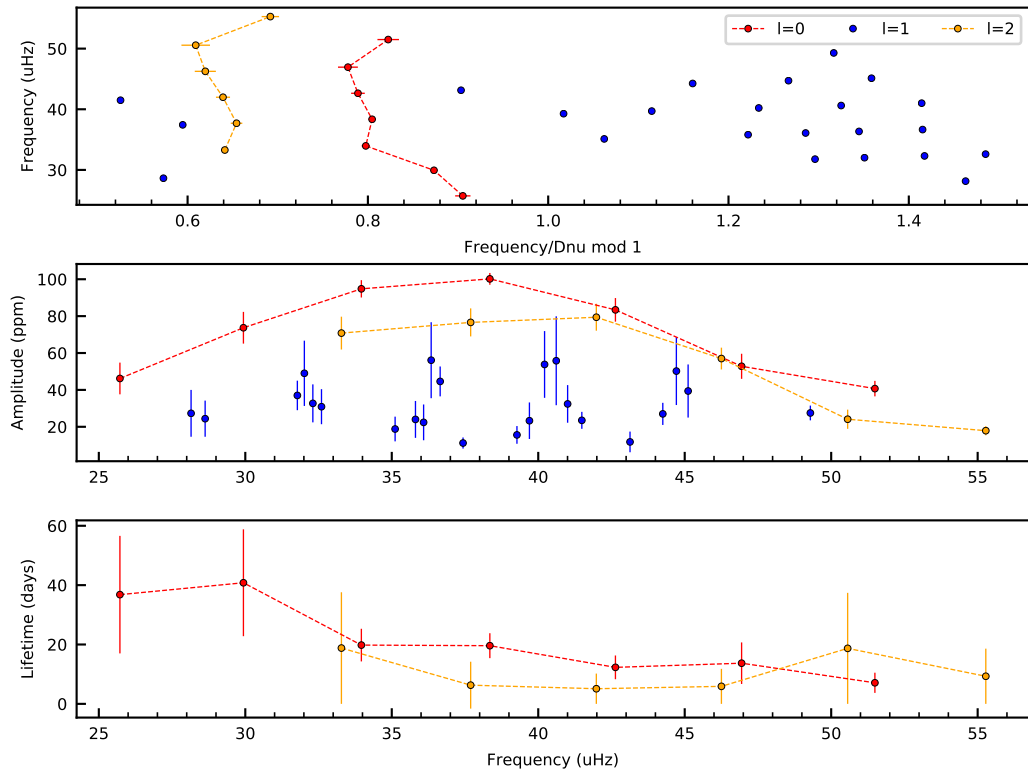 l=0 l=1 l=2
Frequency (uHz)
50
40
30
0.6 0.8 1.0 1.2 1.4
Frequency/Dnu mod 1
Amplitude (ppm)
100
80
60
40
20
25 30 35 40 45 50 55
Lifetime (days)
60
40
20
0
25 30 35 40 45 50 55
Frequency (uHz)